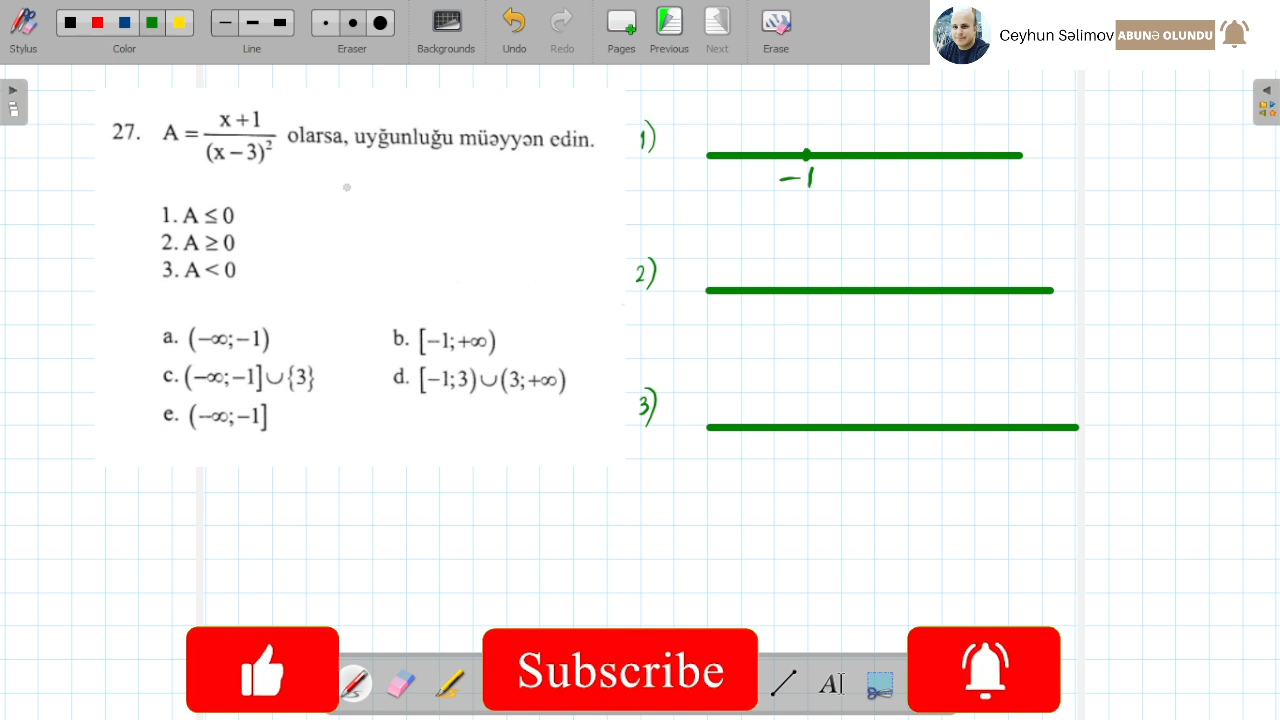 Stylus
Color
Line
Eraser
Backgrounds
Undo
Redo
Pages
Previous
Next
Erase
Ceyhun Səlimov
ABUNƏ OLUNDU
27. A = \frac{x+1}{(x-3)^2} olarsa, uyğunluğu müəyyən edin.
1. A ≤ 0
2. A ≥ 0
3. A < 0
a. (−∞; −1)
b. [−1; +∞)
c. (−∞; −1] ∪ {3}
d. [−1; 3) ∪ (3; +∞)
e. (−∞; −1]
1)
−1
2)
3)
Subscribe
A